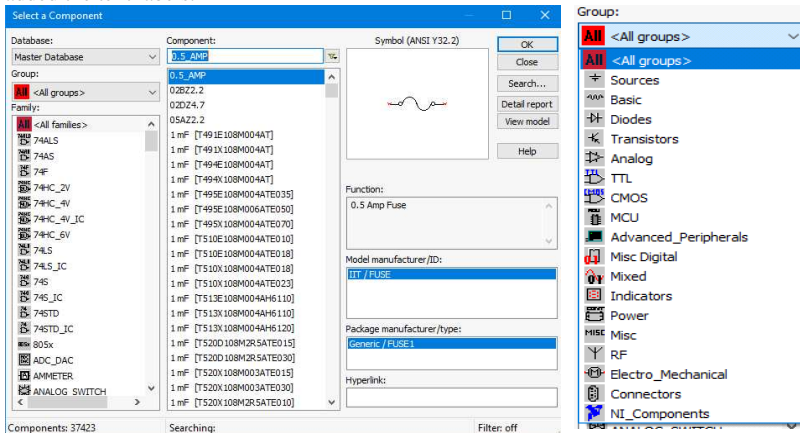 Select a Component
Database:
Master Database
Group:
All <All groups>
Family:
All <All families>
74ALS
74AS
74F
74HC_2V
74HC_4V
74HC_4V_IC
74HC_6V
74LS
74LS_IC
74S
74S_IC
74STD
74STD_IC
805x
ADC_DAC
AMMETER
ANALOG_SWITCH
Component:
0.5_AMP
0.5_AMP
02BZ2.2
02DZ4.7
05AZ2.2
1 mF [T491E108M004AT]
1 mF [T491X108M004AT]
1 mF [T494E108M004AT]
1 mF [T494X108M004AT]
1 mF [T495E108M004ATE035]
1 mF [T495E108M006ATE050]
1 mF [T495X108M004ATE070]
1 mF [T510E108M004ATE010]
1 mF [T510E108M004ATE018]
1 mF [T510X108M004ATE018]
1 mF [T510X108M004ATE023]
1 mF [T513E108M004AH6110]
1 mF [T513X108M004AH6110]
1 mF [T513X108M004AH6120]
1 mF [T520D108M2R5ATE015]
1 mF [T520D108M2R5ATE030]
1 mF [T520X108M003ATE015]
1 mF [T520X108M003ATE030]
1 mF [T520X108M2R5ATE010]
Symbol (ANSI Y32.2)
Function:
0.5 Amp Fuse
Model manufacturer/ID:
IIT / FUSE
Package manufacturer/type:
Generic / FUSE1
Hyperlink:
OK
Close
Search...
Detail report
View model
Help
Components: 37423
Searching:
Filter: off
Group:
All <All groups>
All <All groups>
Sources
Basic
Diodes
Transistors
Analog
TTL
CMOS
MCU
Advanced_Peripherals
Misc Digital
Mixed
Indicators
Power
MISC Misc
RF
Electro_Mechanical
Connectors
NI_Components